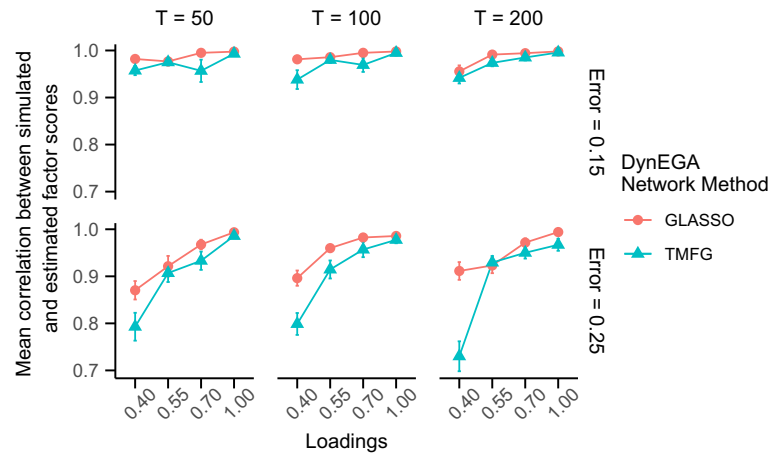 T = 50
T = 100
T = 200
Mean correlation between simulated
and estimated factor scores
1.0
0.9
0.8
0.7
Error = 0.15
1.0
0.9
0.8
0.7
Error = 0.25
0.40
0.55
0.70
1.00
0.40
0.55
0.70
1.00
0.40
0.55
0.70
1.00
Loadings
DynEGA
Network Method
GLASSO
TMFG